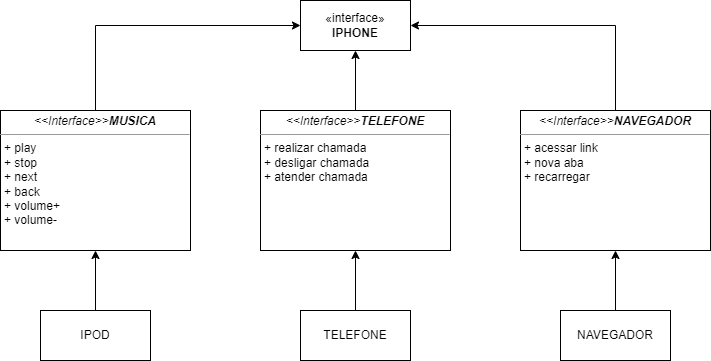 «interface»
IPHONE
<<Interface>>MUSICA
+ play
+ stop
+ next
+ back
+ volume+
+ volume-
<<Interface>>TELEFONE
+ realizar chamada
+ desligar chamada
+ atender chamada
<<Interface>>NAVEGADOR
+ acessar link
+ nova aba
+ recarregar
IPOD
TELEFONE
NAVEGADOR